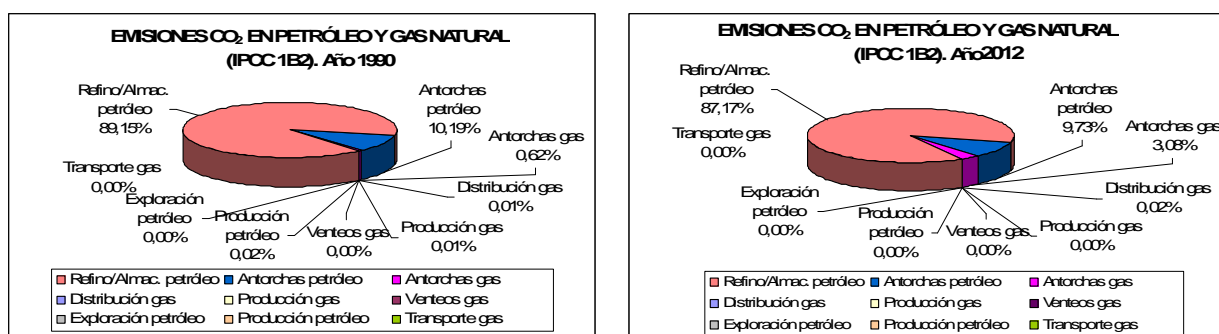 EMISIONES CO₂ EN PETRÓLEO Y GAS NATURAL
(IPCC 1B2). Año 1990
Refino/Almac.
petróleo
89,15%
Antorchas
petróleo
10,19%
Antorchas gas
0,62%
Distribución gas
0,01%
Producción gas
0,01%
Venteos gas
0,00%
Producción
petróleo
0,02%
Exploración
petróleo
0,00%
Transporte gas
0,00%
Refino/Almac. petróleo
Antorchas petróleo
Antorchas gas
Distribución gas
Producción gas
Venteos gas
Exploración petróleo
Producción petróleo
Transporte gas
EMISIONES CO₂ EN PETRÓLEO Y GAS NATURAL
(IPCC 1B2). Año2012
Refino/Almac.
petróleo
87,17%
Antorchas
petróleo
9,73%
Antorchas gas
3,08%
Distribución gas
0,02%
Producción gas
0,00%
Venteos gas
0,00%
Producción
petróleo
0,00%
Exploración
petróleo
0,00%
Transporte gas
0,00%
Refino/Almac. petróleo
Antorchas petróleo
Antorchas gas
Distribución gas
Producción gas
Venteos gas
Exploración petróleo
Producción petróleo
Transporte gas